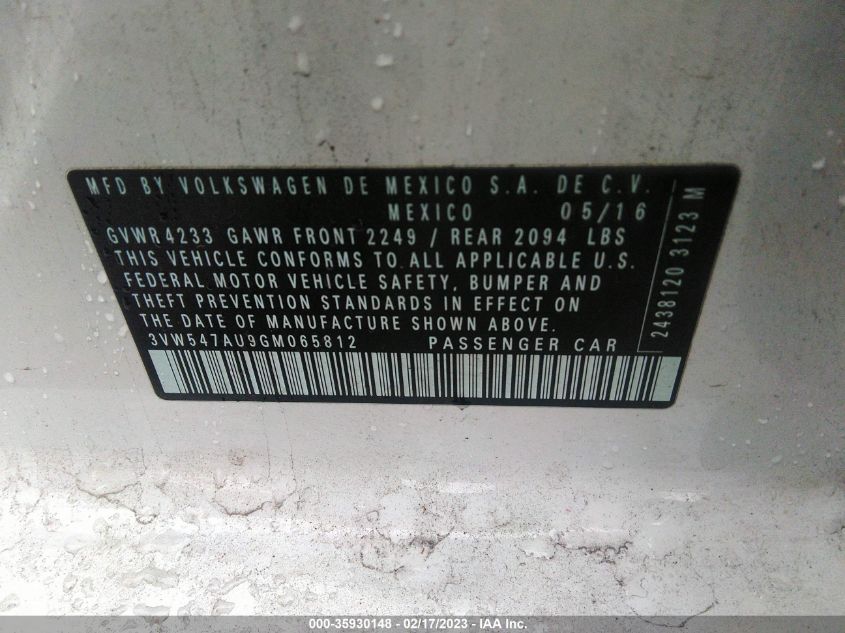 MFD BY VOLKSWAGEN DE MEXICO S.A. DE C.V.
MEXICO 05/16
GVWR 4233 GAWR FRONT 2249 / REAR 2094 LBS
THIS VEHICLE CONFORMS TO ALL APPLICABLE U.S.
FEDERAL MOTOR VEHICLE SAFETY, BUMPER AND
THEFT PREVENTION STANDARDS IN EFFECT ON
THE DATE OF MANUFACTURE SHOWN ABOVE.
3VW547AU9GM065812 PASSENGER CAR
2438120 3123 M
000-35930148 - 02/17/2023 - IAA Inc.